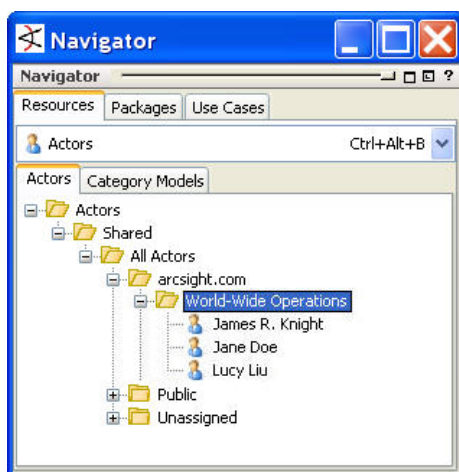 Navigator
Navigator ?
Resources Packages Use Cases
Actors Ctrl+Alt+B
Actors Category Models
Actors
Shared
All Actors
arcsight.com
World-Wide Operations
James R. Knight
Jane Doe
Lucy Liu
Public
Unassigned